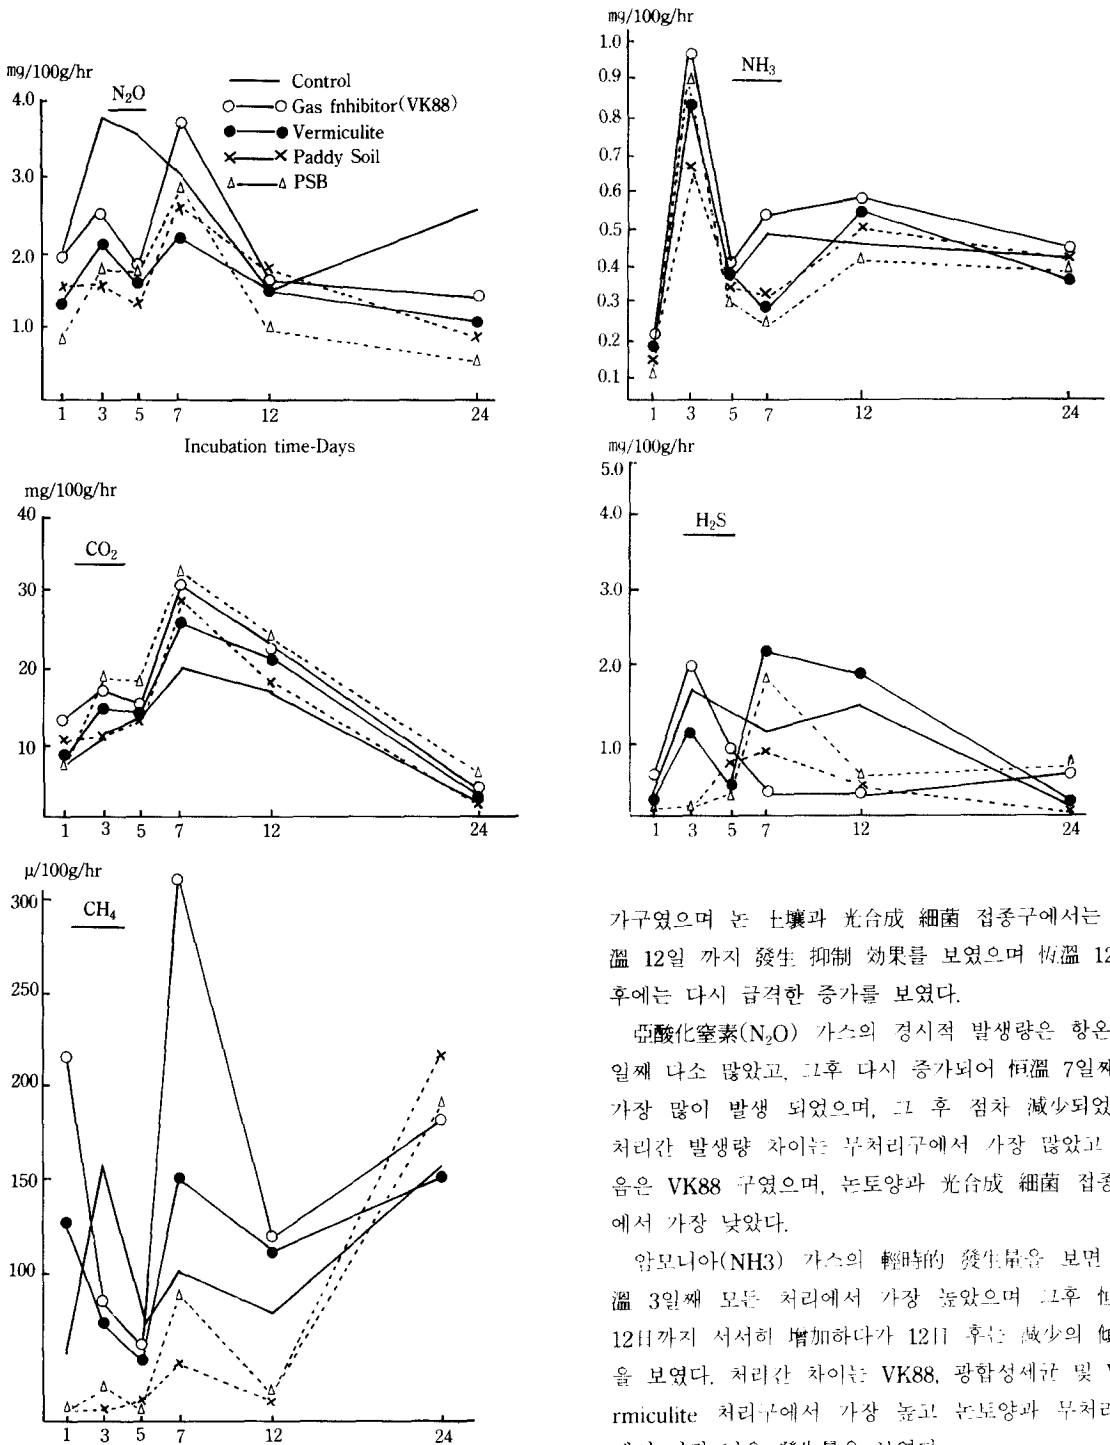 mg/100g/hr
N₂O
4.0
3.0
2.0
1.0
1 3 5 7 12 24
Incubation time-Days
Control
Gas fnhibitor(VK88)
Vermiculite
Paddy Soil
PSB
mg/100g/hr
NH₃
1.0
0.9
0.8
0.7
0.6
0.5
0.4
0.3
0.2
0.1
1 3 5 7 12 24
mg/100g/hr
CO₂
40
30
20
10
1 3 5 7 12 24
mg/100g/hr
H₂S
5.0
4.0
3.0
2.0
1.0
1 3 5 7 12 24
μ/100g/hr
CH₄
300
250
200
150
100
1 3 5 7 12 24
가구였으며 논 土壤과 光合成 細菌 접종구에서는
溫 12일 까지 發生 抑制 効果를 보였으며 恒溫 12
후에는 다시 급격한 증가를 보였다.
亞酸化窒素(N₂O) 가스의 경시적 발생량은 항온
일째 다소 많았고, 그후 다시 증가되어 恒溫 7일째
가장 많이 발생 되었으며, 그 후 점차 減少되었
처리간 발생량 차이는 무처리구에서 가장 많았고
음은 VK88 구였으며, 논토양과 光合成 細菌 접종
에서 가장 낮았다.
암모니아(NH3) 가스의 輕時的 發生量을 보면
溫 3일째 모든 처리에서 가장 높았으며 그후 恒
12日까지 서서히 增加하다가 12日 후는 減少의 傾
을 보였다. 처리간 차이는 VK88, 광합성세균 및 V
rmiculite 처리구에서 가장 높고 논토양과 무처리